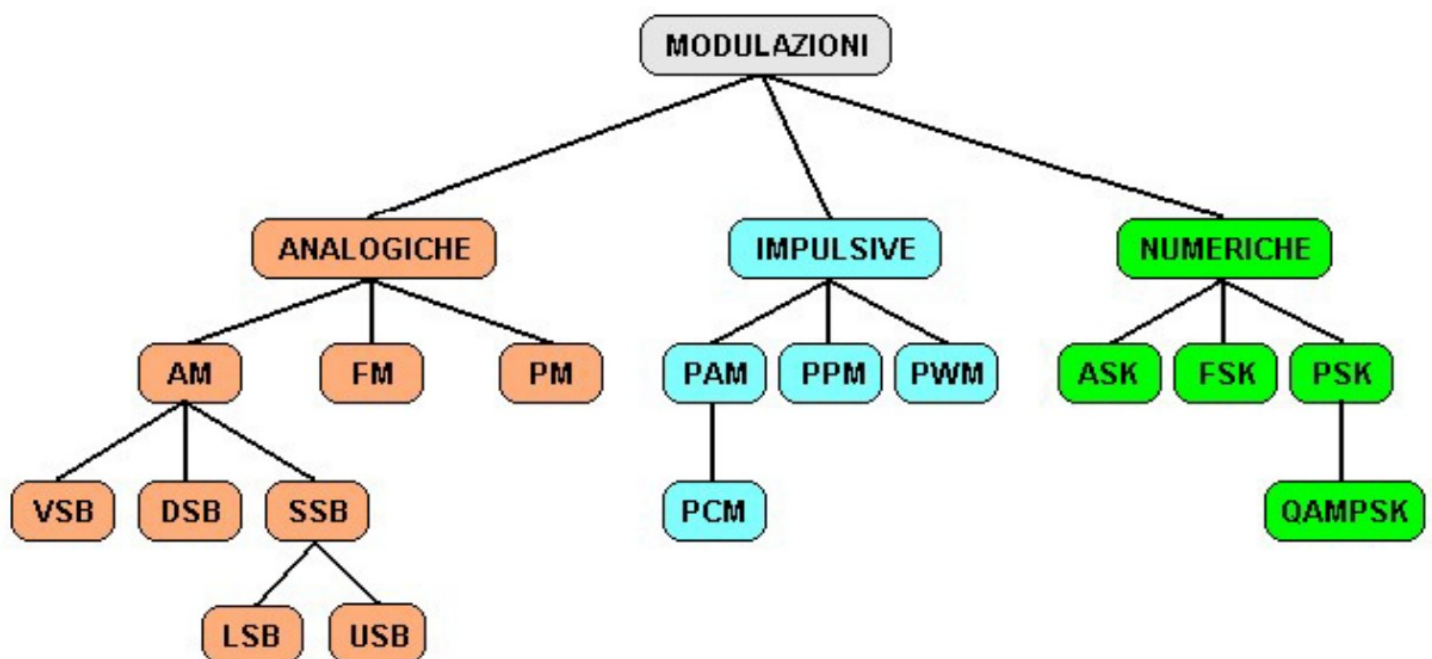 MODULAZIONI
ANALOGICHE IMPULSIVE NUMERICHE
AM FM PM PAM PPM PWM ASK FSK PSK
VSB DSB SSB PCM QAMPSK
LSB USB